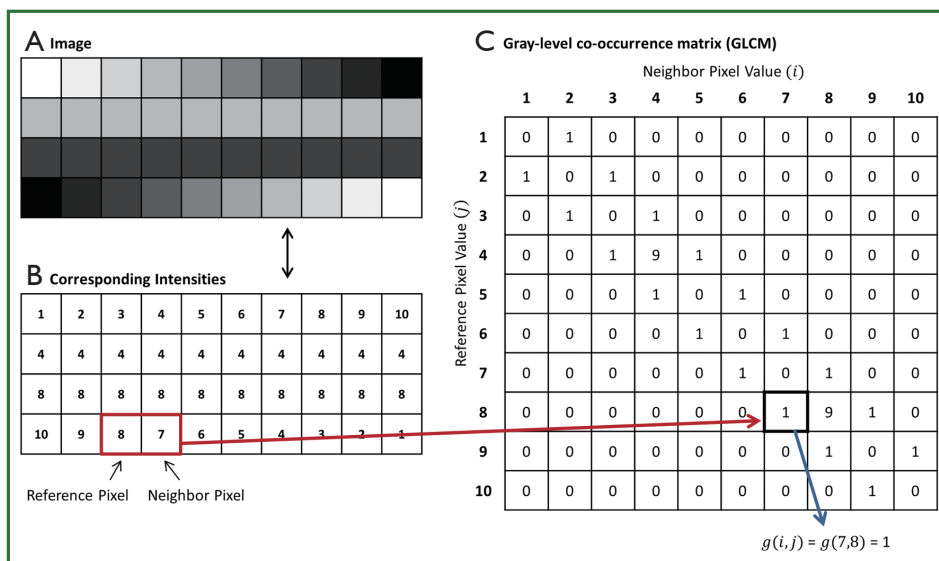 A Image
B Corresponding Intensities
1 2 3 4 5 6 7 8 9 10
4 4 4 4 4 4 4 4 4 4
8 8 8 8 8 8 8 8 8 8
10 9 8 7 6 5 4 3 2 1
Reference Pixel Neighbor Pixel
C Gray-level co-occurrence matrix (GLCM)
Neighbor Pixel Value (i)
Reference Pixel Value (j)
1 2 3 4 5 6 7 8 9 10
1 0 1 0 0 0 0 0 0 0 0
2 1 0 1 0 0 0 0 0 0 0
3 0 1 0 1 0 0 0 0 0 0
4 0 0 1 9 1 0 0 0 0 0
5 0 0 0 1 0 1 0 0 0 0
6 0 0 0 0 1 0 1 0 0 0
7 0 0 0 0 0 1 0 1 0 0
8 0 0 0 0 0 0 1 9 1 0
9 0 0 0 0 0 0 0 1 0 1
10 0 0 0 0 0 0 0 0 1 0
g(i,j) = g(7,8) = 1